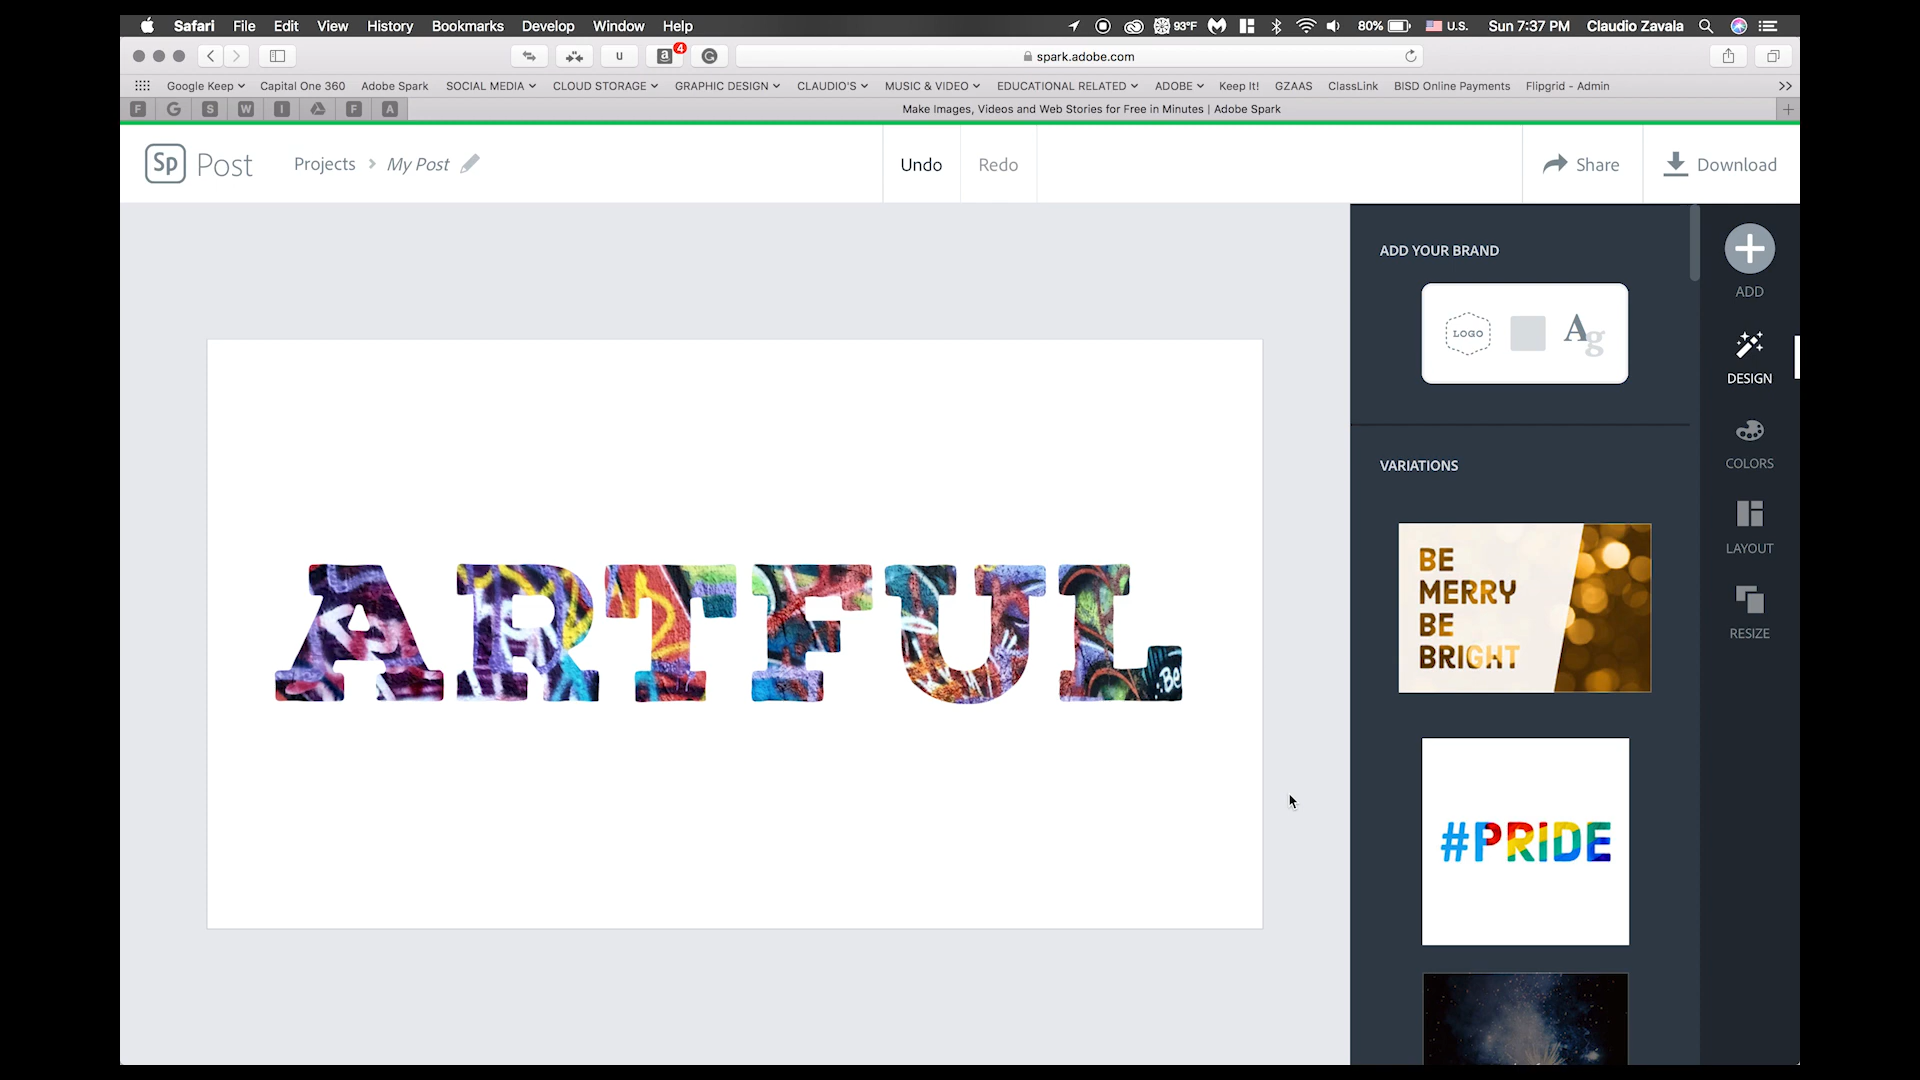 Safari File Edit View History Bookmarks Develop Window Help 93°F 80% U.S. Sun 7:37 PM Claudio Zavala
u a 4 G spark.adobe.com
Google Keep Capital One 360 Adobe Spark SOCIAL MEDIA CLOUD STORAGE GRAPHIC DESIGN CLAUDIO'S MUSIC & VIDEO EDUCATIONAL RELATED ADOBE Keep It! GZAAS ClassLink BISD Online Payments Flipgrid - Admin >>
F G S W I F A Make Images, Videos and Web Stories for Free in Minutes | Adobe Spark
Sp Post Projects > My Post Undo Redo Share Download
ADD YOUR BRAND
LOGO Ag
ADD
DESIGN
COLORS
LAYOUT
RESIZE
VARIATIONS
BE
MERRY
BE
BRIGHT
#PRIDE
ARTFUL
Be